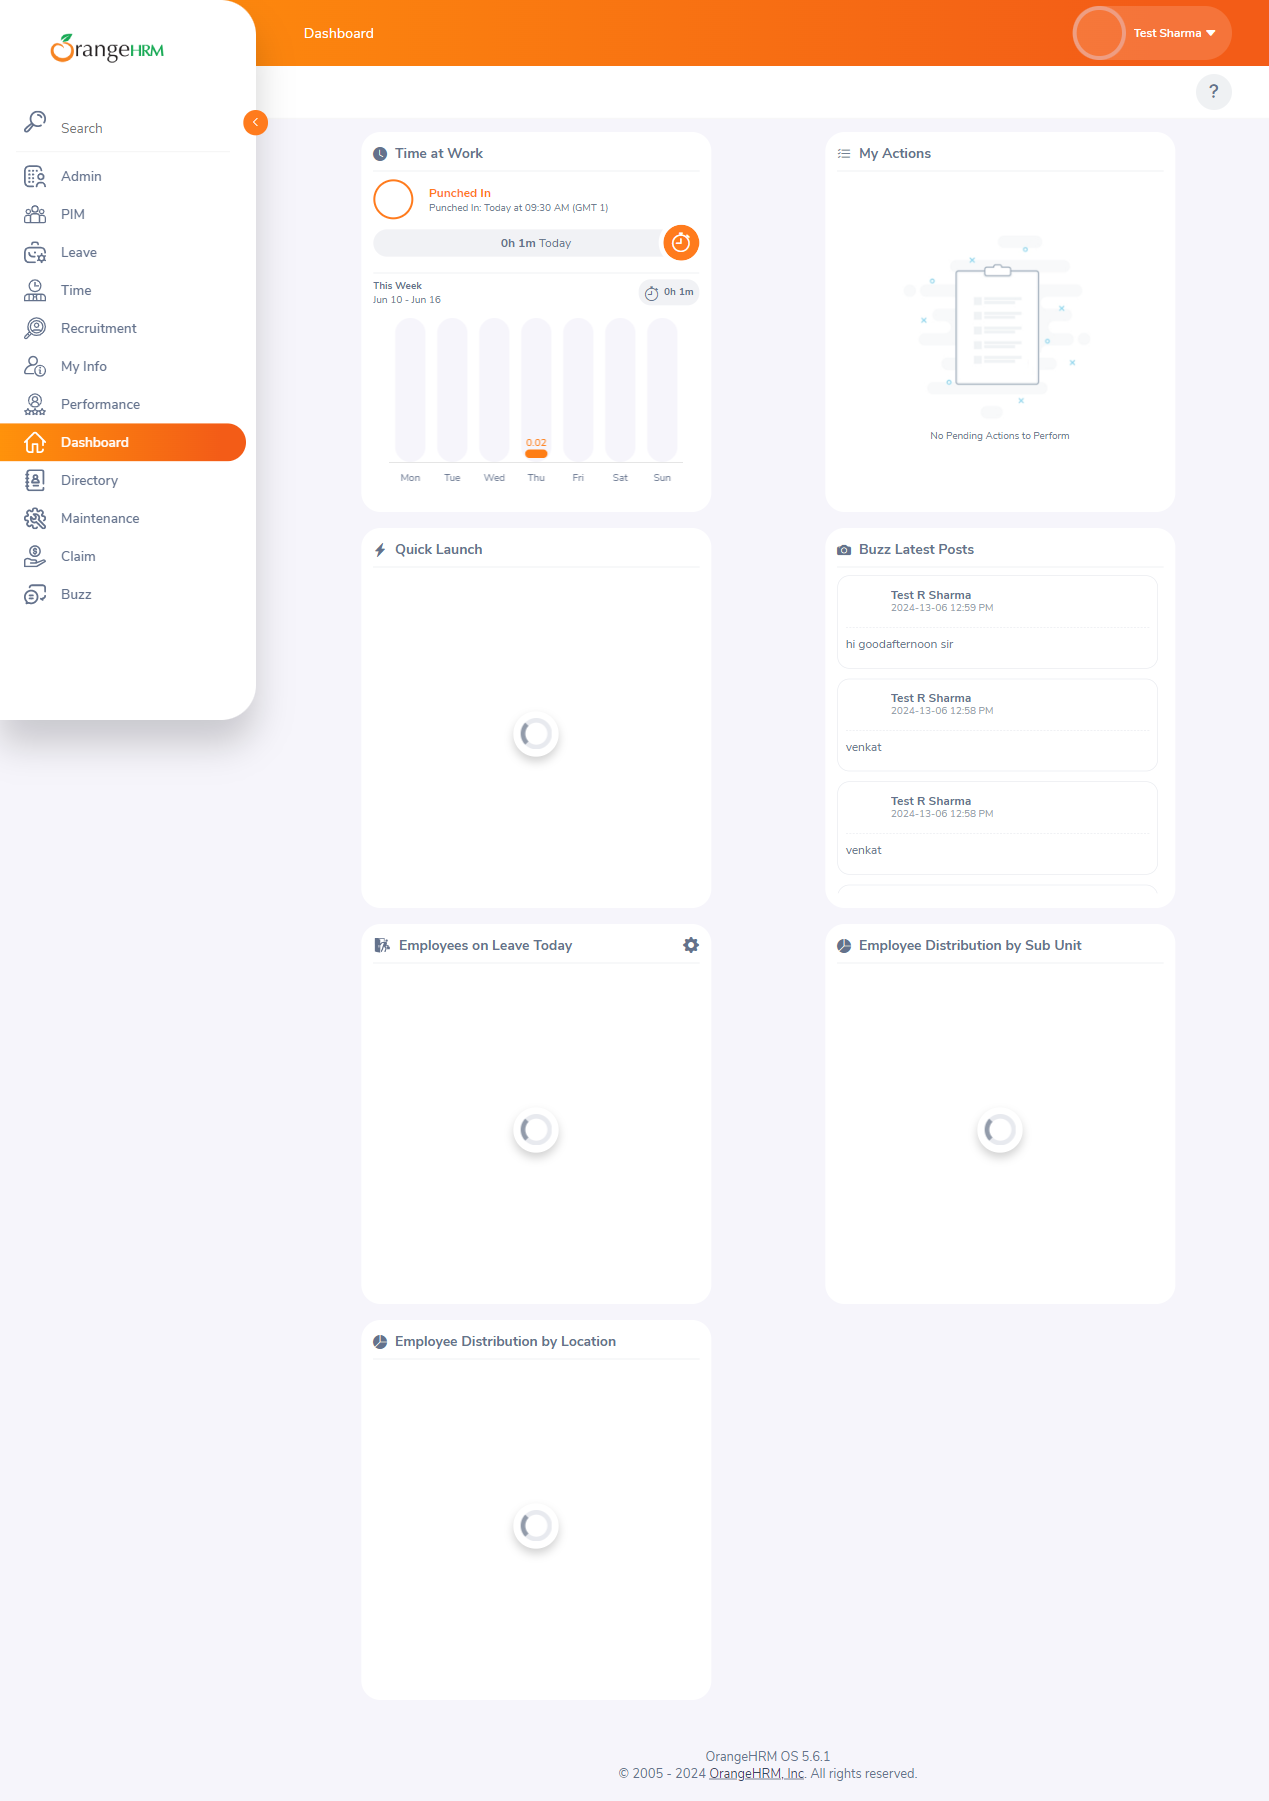 OrangeHRM
Search
Admin
PIM
Leave
Time
Recruitment
My Info
Performance
Dashboard
Directory
Maintenance
Claim
Buzz
Dashboard
Test Sharma
?
Time at Work
Punched In
Punched In: Today at 09:30 AM (GMT 1)
0h 1m Today
This Week
Jun 10 - Jun 16
0h 1m
0.02
Mon Tue Wed Thu Fri Sat Sun
My Actions
No Pending Actions to Perform
Quick Launch
Buzz Latest Posts
Test R Sharma
2024-13-06 12:59 PM
hi goodafternoon sir
Test R Sharma
2024-13-06 12:58 PM
venkat
Test R Sharma
2024-13-06 12:58 PM
venkat
Employees on Leave Today
Employee Distribution by Sub Unit
Employee Distribution by Location
OrangeHRM OS 5.6.1
© 2005 - 2024 OrangeHRM, Inc. All rights reserved.